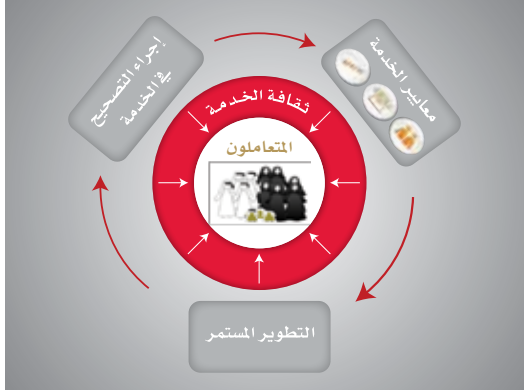 إجراء التصحيح
في الخدمة
معايير الخدمة
ثقافة الخدمة
المتعاملون
التطوير المستمر